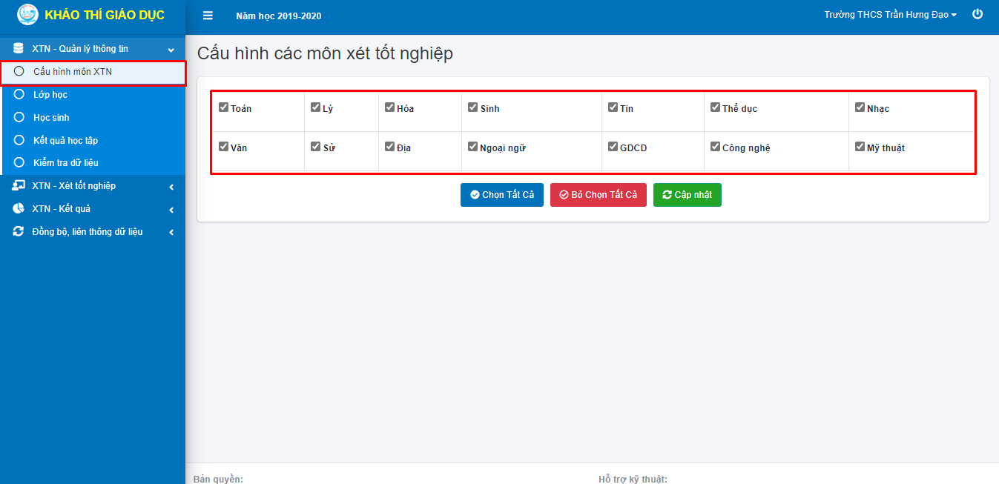 KHẢO THÍ GIÁO DỤC
Năm học 2019-2020
Trường THCS Trần Hưng Đạo
XTN - Quản lý thông tin
Cấu hình môn XTN
Lớp học
Học sinh
Kết quả học tập
Kiểm tra dữ liệu
XTN - Xét tốt nghiệp
XTN - Kết quả
Đồng bộ, liên thông dữ liệu
Cấu hình các môn xét tốt nghiệp
Toán Lý Hóa Sinh Tin Thể dục Nhạc
Văn Sử Địa Ngoại ngữ GDCD Công nghệ Mỹ thuật
Chọn Tất Cả Bỏ Chọn Tất Cả Cập nhật
Bản quyền: Hỗ trợ kỹ thuật: